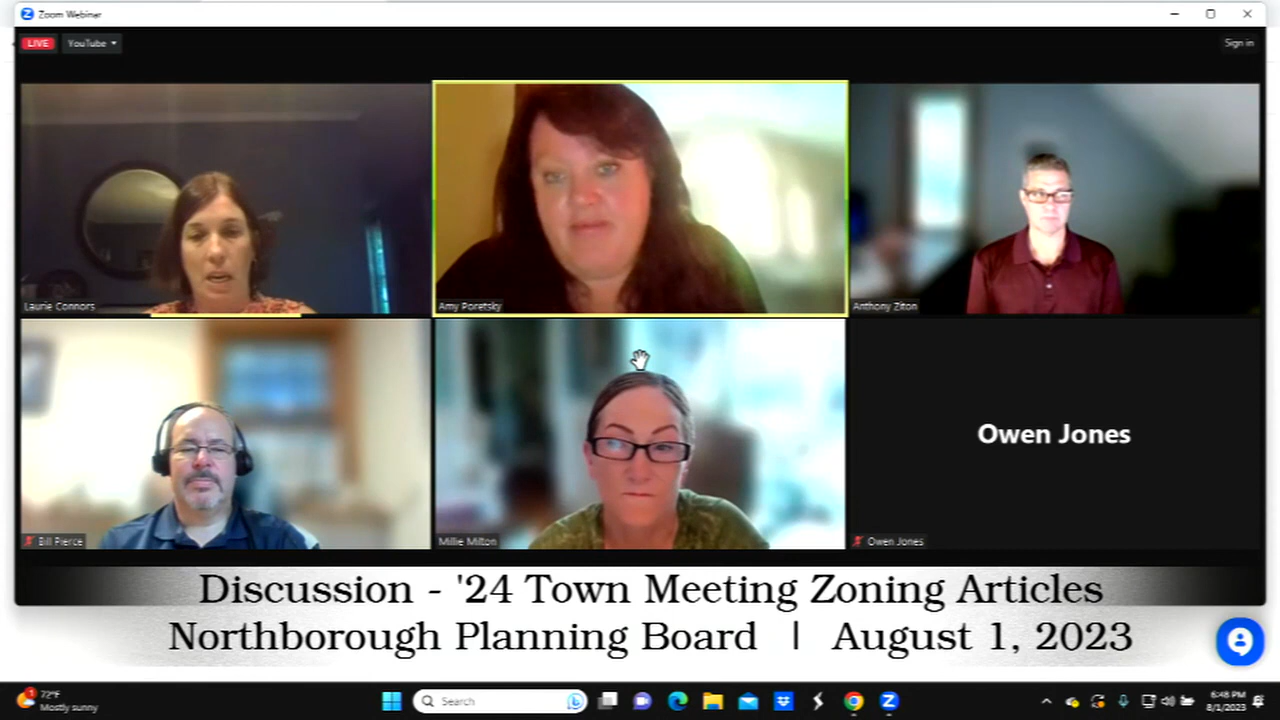 Zoom Webinar
LIVE
YouTube
Sign in
Laurie Connors
Amy Poretsky
Anthony Ziton
Bill Pierce
Millie Milton
Owen Jones
Owen Jones
Discussion - '24 Town Meeting Zoning Articles
Northborough Planning Board | August 1, 2023
1
72°F
Mostly sunny
Search
6:48 PM
8/1/2023